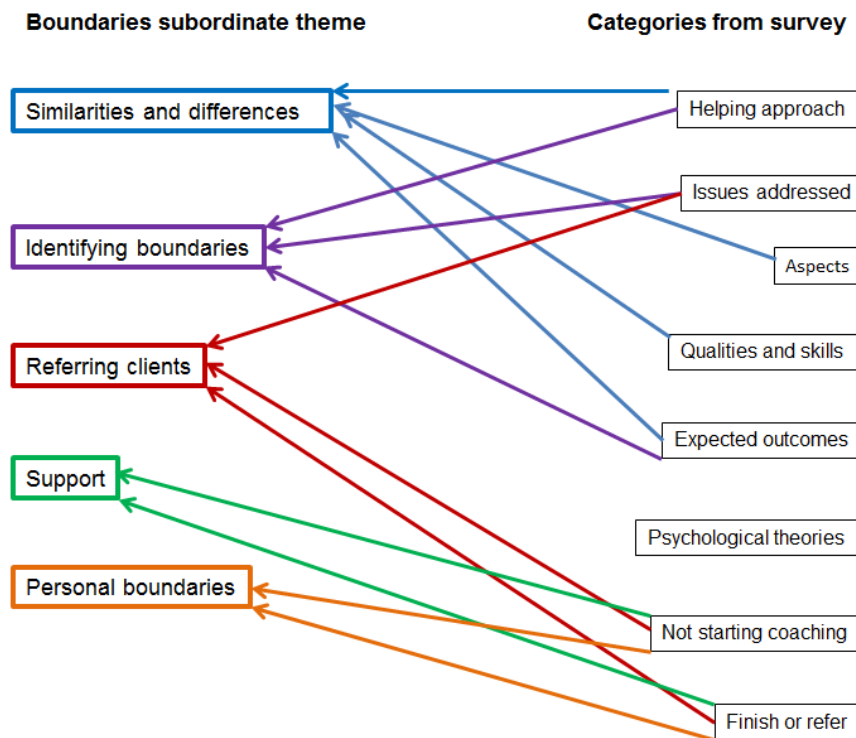 Boundaries subordinate theme
Categories from survey
Similarities and differences
Helping approach
Issues addressed
Identifying boundaries
Aspects
Qualities and skills
Referring clients
Expected outcomes
Support
Psychological theories
Personal boundaries
Not starting coaching
Finish or refer